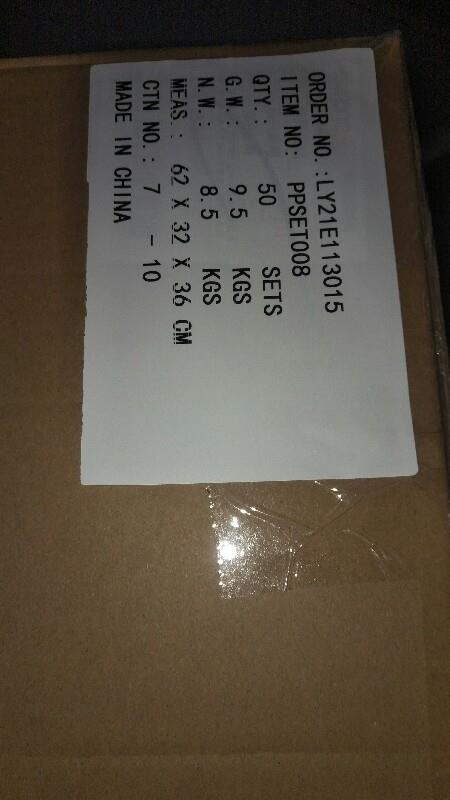 ORDER NO.:LY21E113015
ITEM NO: PPSET008
QTY.: 50 SETS
G.W.: 9.5 KGS
N.W.: 8.5 KGS
MEAS.: 62 X 32 X 36 CM
CTN NO.: 7 - 10
MADE IN CHINA